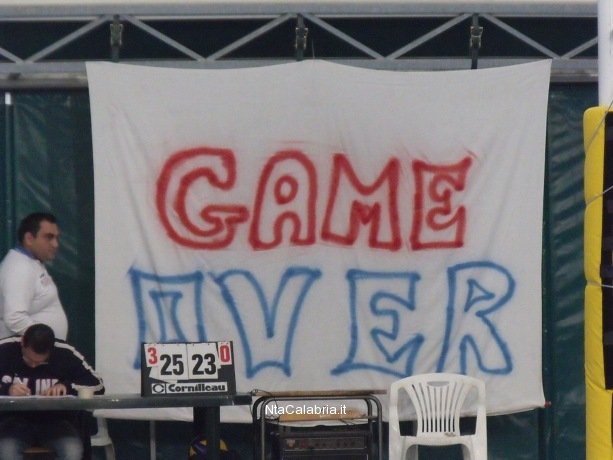 GAME
OVER
3 25 23 0
Cornilleau
NtaCalabria.it